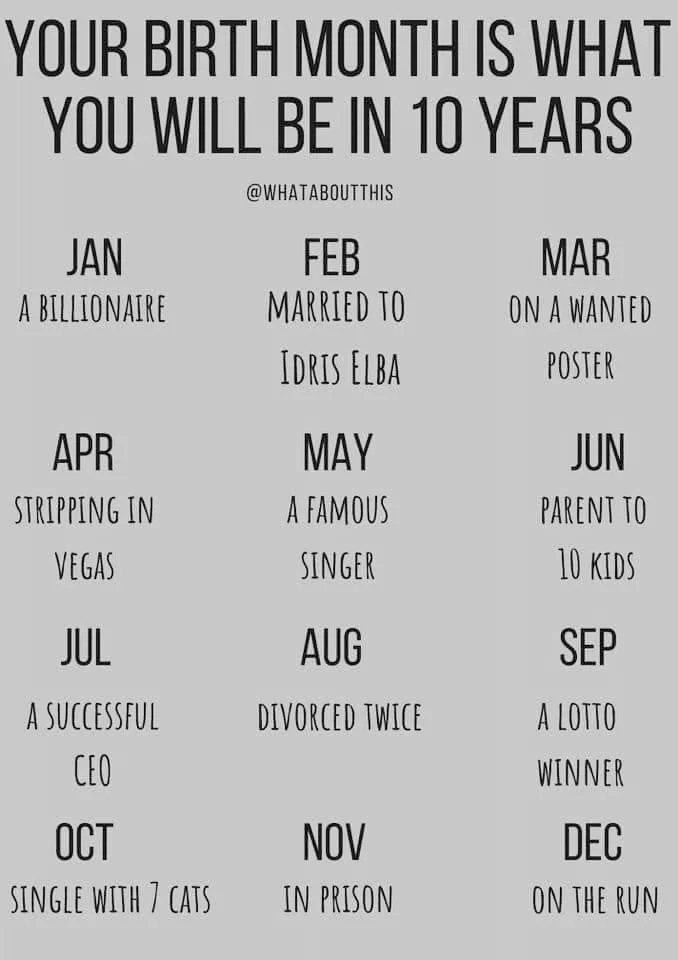 YOUR BIRTH MONTH IS WHAT
YOU WILL BE IN 10 YEARS
@WHATABOUTTHIS
JAN
A BILLIONAIRE
FEB
MARRIED TO
IDRIS ELBA
MAR
ON A WANTED
POSTER
APR
STRIPPING IN
VEGAS
MAY
A FAMOUS
SINGER
JUN
PARENT TO
10 KIDS
JUL
A SUCCESSFUL
CEO
AUG
DIVORCED TWICE
SEP
A LOTTO
WINNER
OCT
SINGLE WITH 7 CATS
NOV
IN PRISON
DEC
ON THE RUN